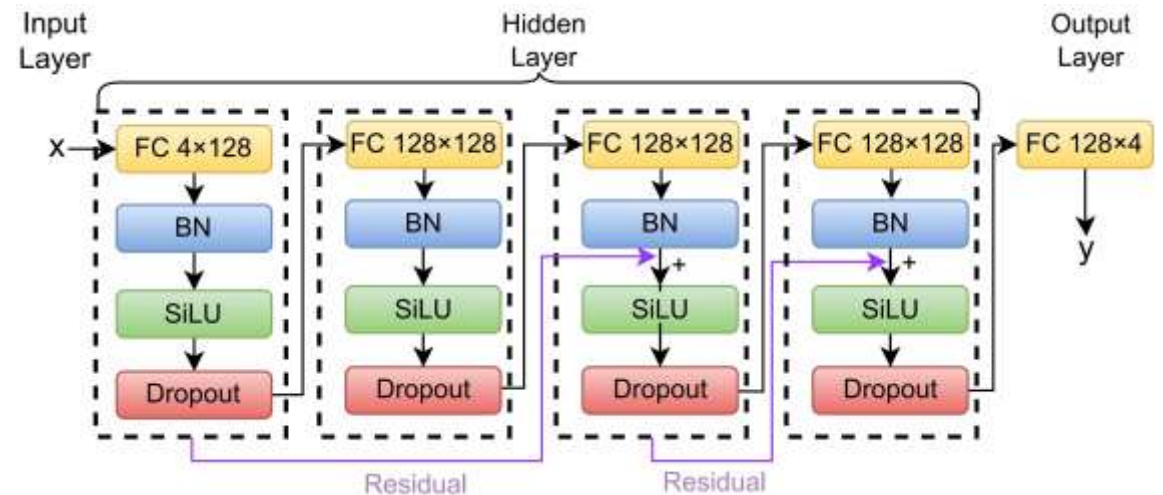 Input
Layer
Hidden
Layer
Output
Layer
x
FC 4×128
BN
SiLU
Dropout
FC 128×128
BN
SiLU
Dropout
FC 128×128
BN
+
SiLU
Dropout
FC 128×128
BN
+
SiLU
Dropout
FC 128×4
y
Residual
Residual